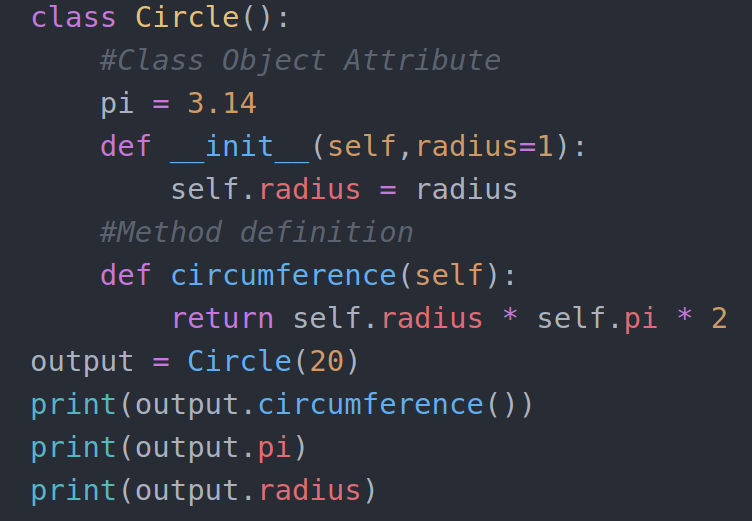 class Circle():
    #Class Object Attribute
    pi = 3.14
    def __init__(self,radius=1):
        self.radius = radius
    #Method definition
    def circumference(self):
        return self.radius * self.pi * 2
output = Circle(20)
print(output.circumference())
print(output.pi)
print(output.radius)